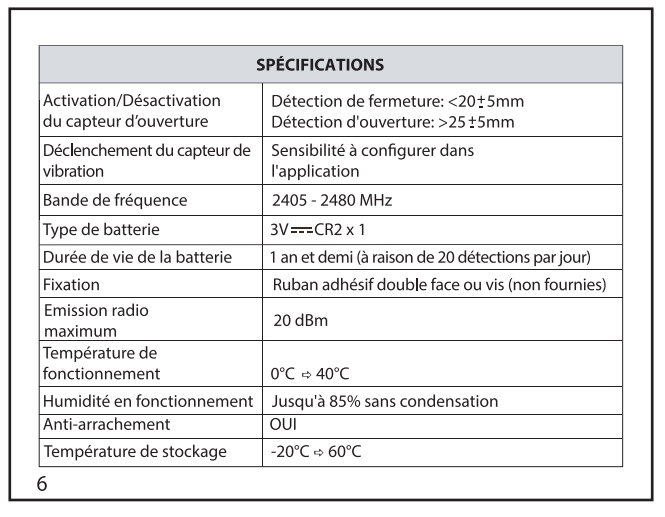 SPÉCIFICATIONS
Activation/Désactivation
du capteur d'ouverture
Détection de fermeture: <20±5mm
Détection d'ouverture: >25±5mm
Déclenchement du capteur de
vibration
Sensibilité à configurer dans
l'application
Bande de fréquence
2405 - 2480 MHz
Type de batterie
3V⎓CR2 x 1
Durée de vie de la batterie
1 an et demi (à raison de 20 détections par jour)
Fixation
Ruban adhésif double face ou vis (non fournies)
Emission radio
maximum
20 dBm
Température de
fonctionnement
0°C ⇨ 40°C
Humidité en fonctionnement
Jusqu'à 85% sans condensation
Anti-arrachement
OUI
Température de stockage
-20°C ⇨ 60°C
6